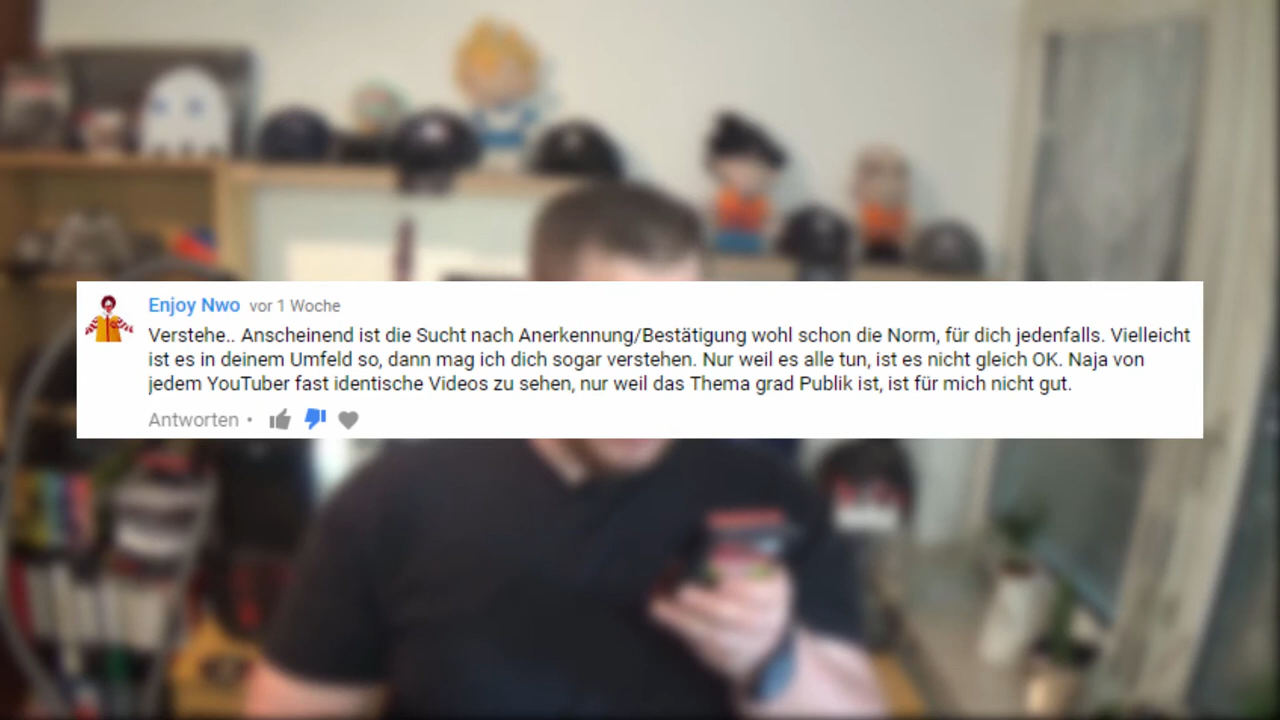 Enjoy Nwo vor 1 Woche
Verstehe.. Anscheinend ist die Sucht nach Anerkennung/Bestätigung wohl schon die Norm, für dich jedenfalls. Vielleicht
ist es in deinem Umfeld so, dann mag ich dich sogar verstehen. Nur weil es alle tun, ist es nicht gleich OK. Naja von
jedem YouTuber fast identische Videos zu sehen, nur weil das Thema grad Publik ist, ist für mich nicht gut.
Antworten •